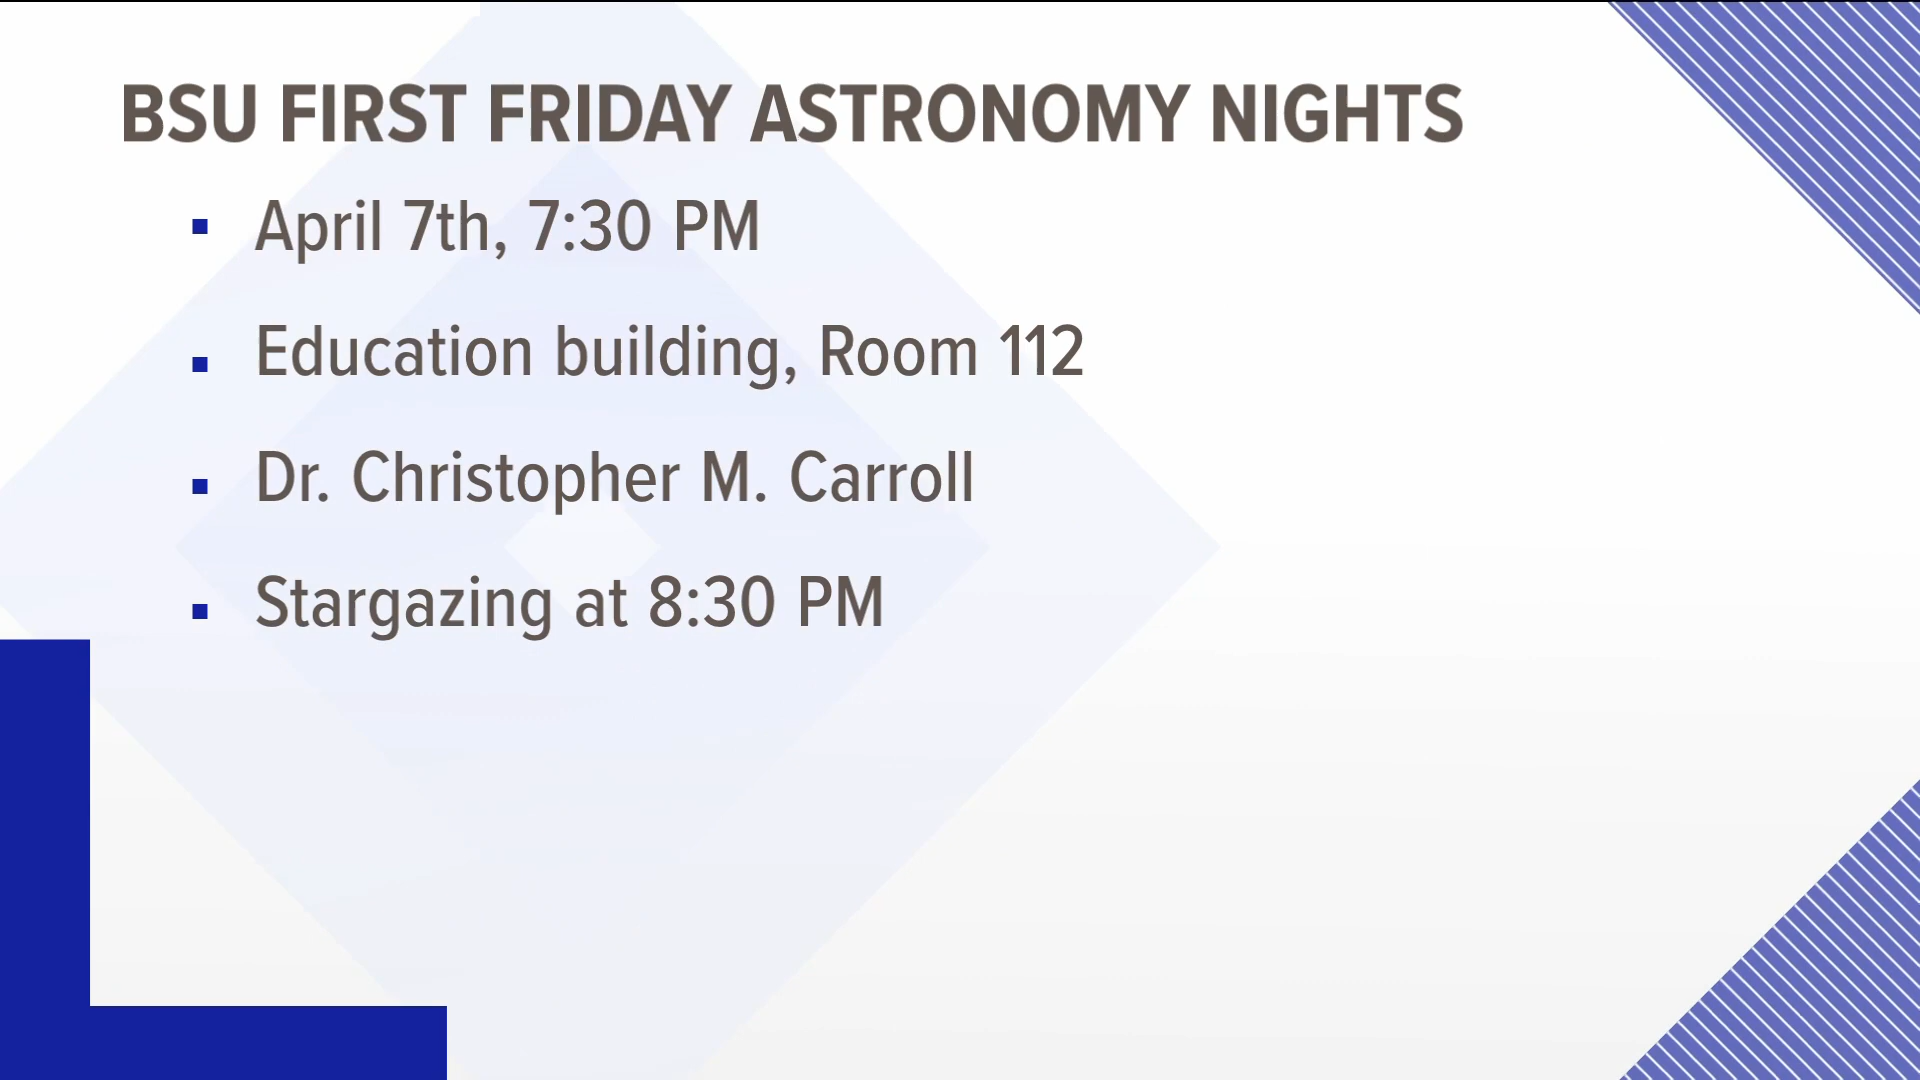 BSU FIRST FRIDAY ASTRONOMY NIGHTS
April 7th, 7:30 PM
Education building, Room 112
Dr. Christopher M. Carroll
Stargazing at 8:30 PM